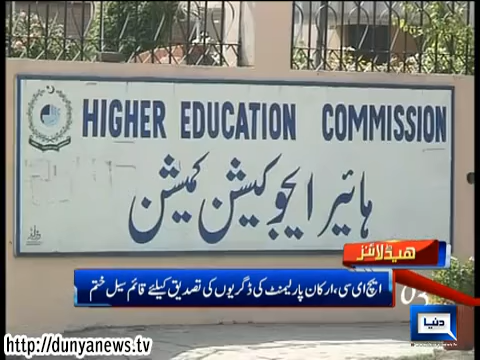 HIGHER EDUCATION COMMISSION
ہائیر ایجوکیشن کمیشن
ہیڈلائنز
ایچ ای سی، ارکان پارلیمنٹ کی ڈگریوں کی تصدیق کیلئے قائم سیل ختم
دنیا
http://dunyanews.tv